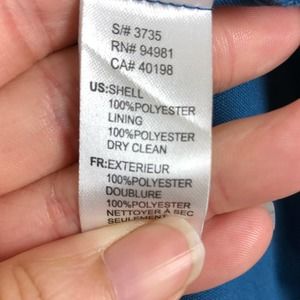 S/# 3735
RN# 94981
CA# 40198
US:SHELL
100%POLYESTER
LINING
100%POLYESTER
DRY CLEAN
FR:EXTERIEUR
100%POLYESTER
DOUBLURE
100%POLYESTER
NETTOYER A SEC
SEULEMENT